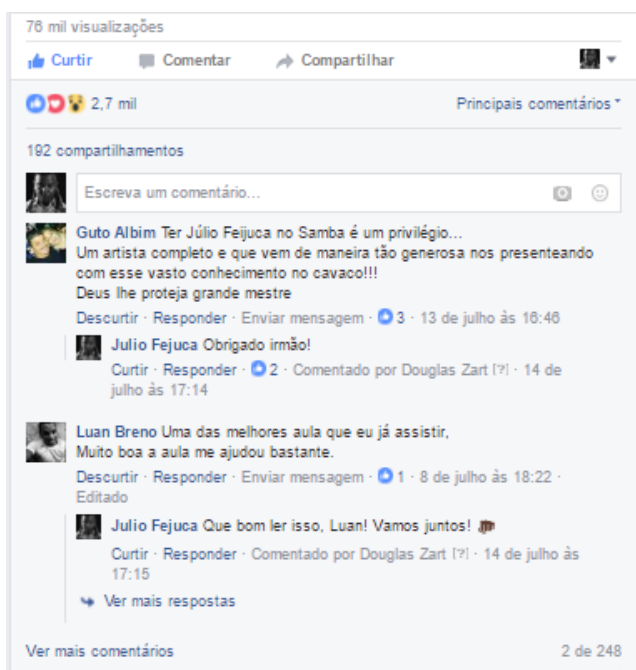 76 mil visualizações
Curtir Comentar Compartilhar
2,7 mil Principais comentários
192 compartilhamentos
Escreva um comentário...
Guto Albim Ter Júlio Feijuca no Samba é um privilégio...
Um artista completo e que vem de maneira tão generosa nos presenteando
com esse vasto conhecimento no cavaco!!!
Deus lhe proteja grande mestre
Descurtir · Responder · Enviar mensagem · 3 · 13 de julho às 16:46
Julio Fejuca Obrigado irmão!
Curtir · Responder · 2 · Comentado por Douglas Zart [?] · 14 de
julho às 17:14
Luan Breno Uma das melhores aula que eu já assistir,
Muito boa a aula me ajudou bastante.
Descurtir · Responder · Enviar mensagem · 1 · 8 de julho às 18:22 ·
Editado
Julio Fejuca Que bom ler isso, Luan! Vamos juntos!
Curtir · Responder · Comentado por Douglas Zart [?] · 14 de julho às
17:15
Ver mais respostas
Ver mais comentários 2 de 248